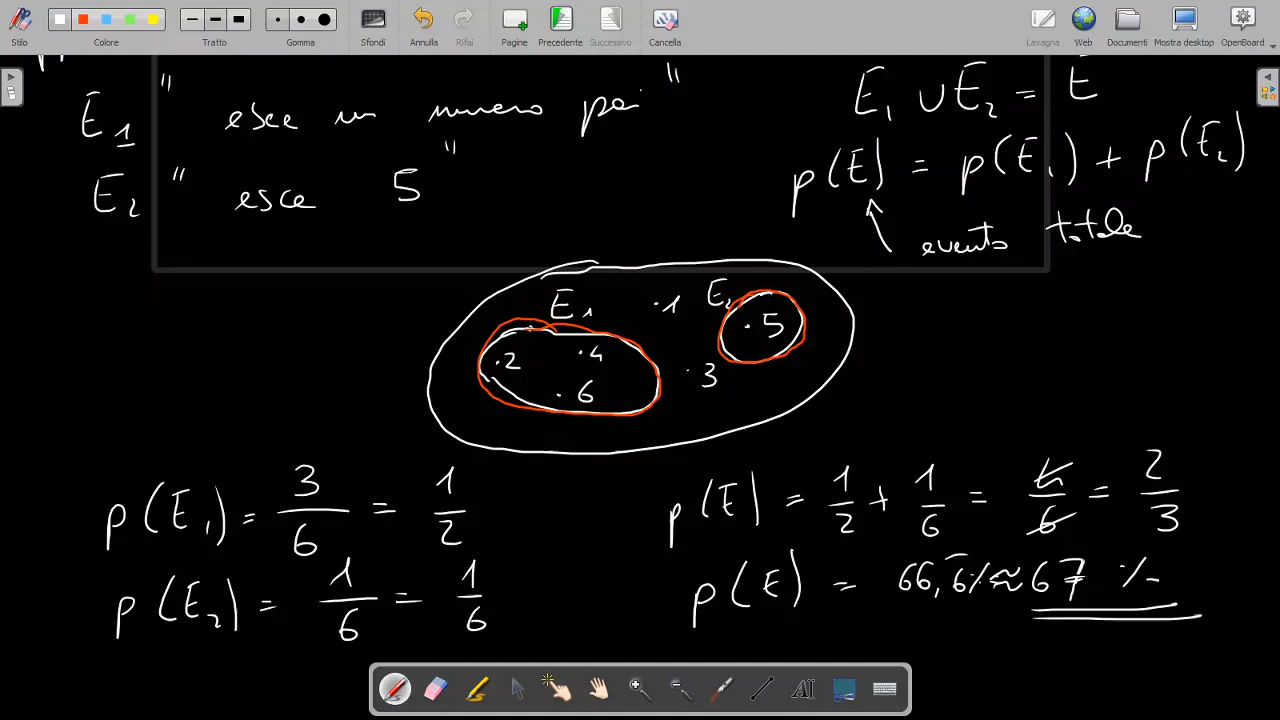 Stilo Colore Tratto Gomma Sfondi Annulla Rifai Pagine Precedente Successivo Cancella Lavagna Web Documenti Mostra desktop OpenBoard
E₁ " esce un numero pari "
E₂ " esce 5 "
E₁ ∪ E₂ = E
p(E) = p(E₁) + p(E₂)
evento totale
E₁ · 1 E₂ · 5
· 2 · 4
· 6 · 3
p(E₁) = 3/6 = 1/2
p(E₂) = 1/6 = 1/6
p(E) = 1/2 + 1/6 = 4/6 = 2/3
p(E) = 66,6̅% ≈ 67 %
AI